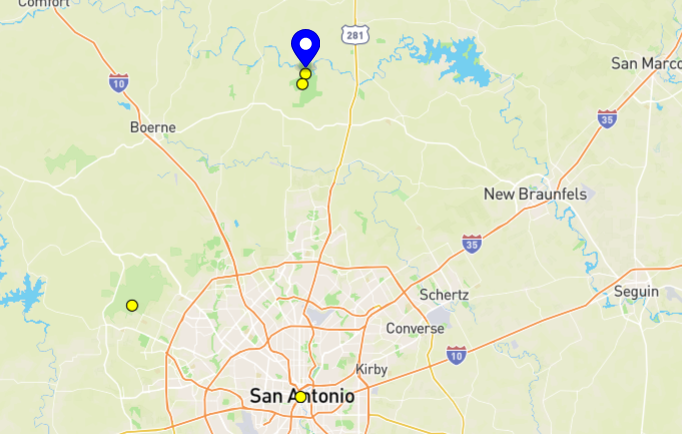 Comfort
281
San Marco
10
Boerne
35
New Braunfels
35
Seguin
Schertz
Converse
10
Kirby
San Antonio